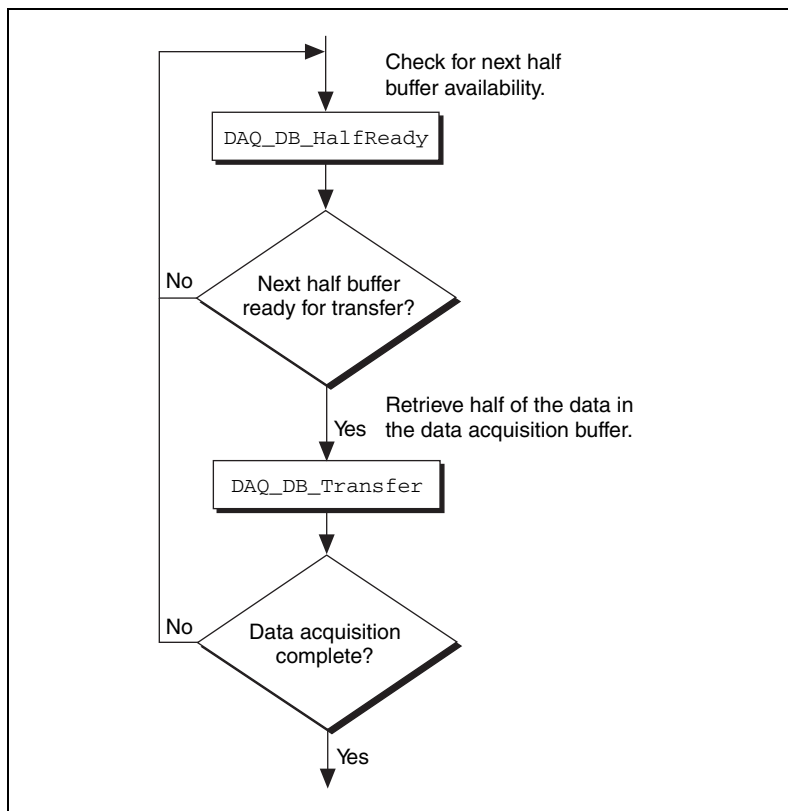 Check for next half
buffer availability.
DAQ_DB_HalfReady
No
Next half buffer
ready for transfer?
Yes
Retrieve half of the data in
the data acquisition buffer.
DAQ_DB_Transfer
No
Data acquisition
complete?
Yes